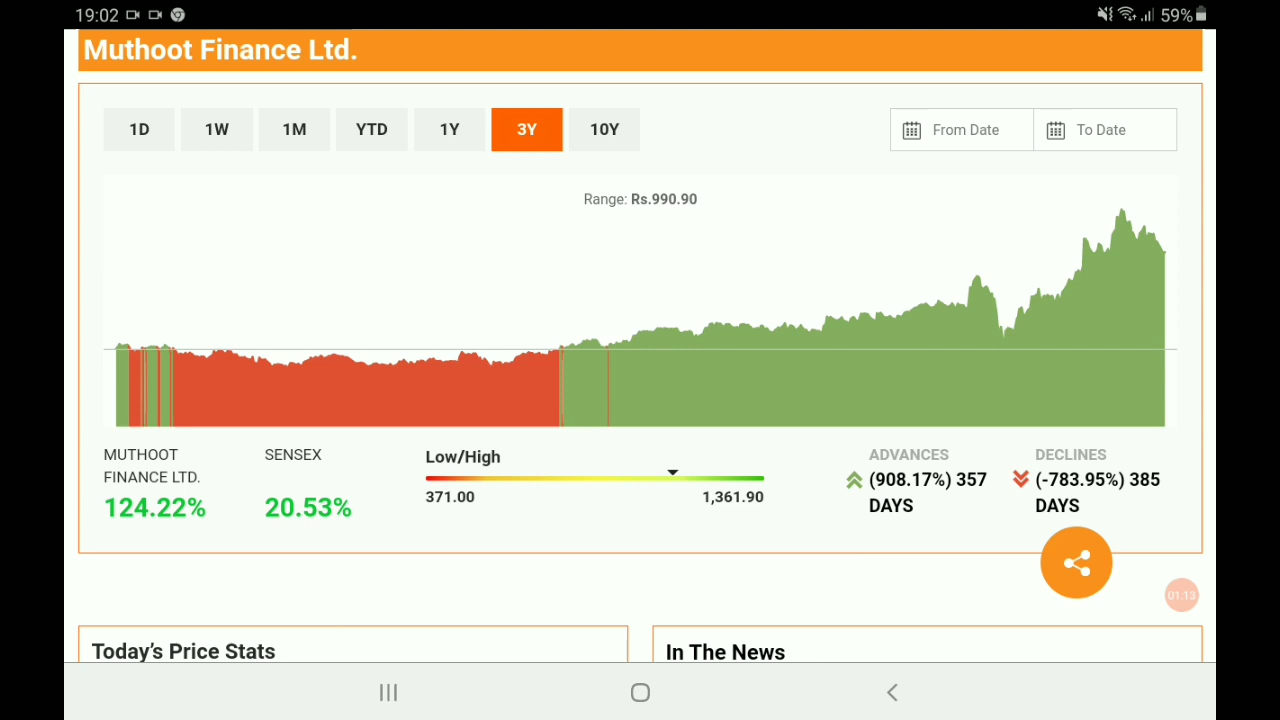 19:02
59%
Muthoot Finance Ltd.
1D 1W 1M YTD 1Y 3Y 10Y
From Date To Date
Range: Rs.990.90
MUTHOOT
FINANCE LTD.
124.22%
SENSEX
20.53%
Low/High
371.00 1,361.90
ADVANCES
(908.17%) 357
DAYS
DECLINES
(-783.95%) 385
DAYS
01:13
Today's Price Stats
In The News